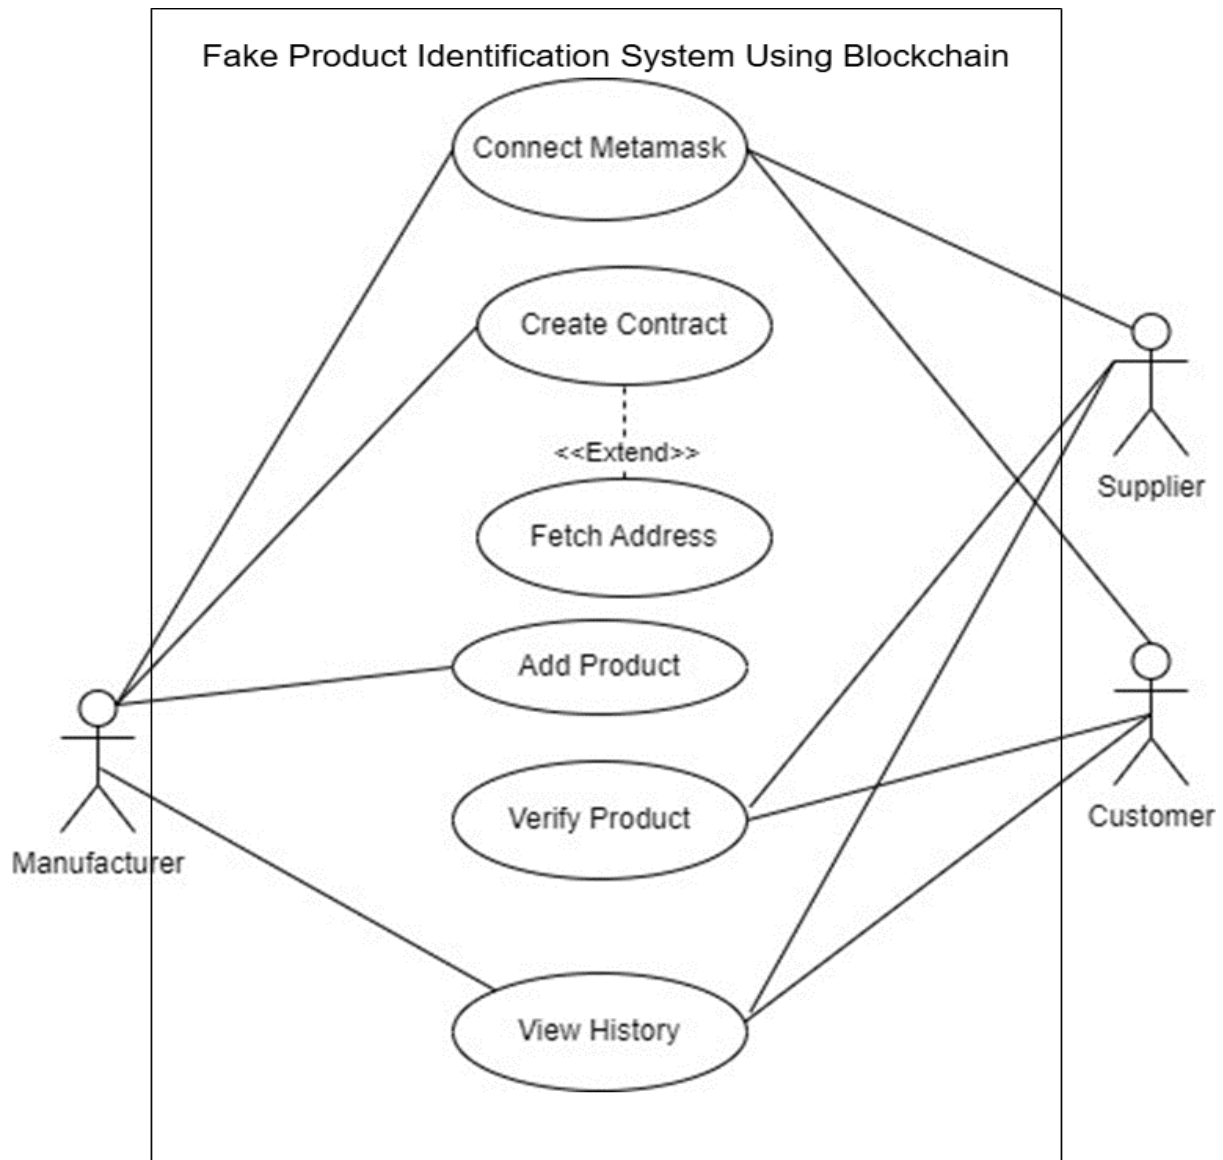 Fake Product Identification System Using Blockchain
Connect Metamask
Create Contract
<<Extend>>
Supplier
Fetch Address
Add Product
Verify Product
Customer
Manufacturer
View History